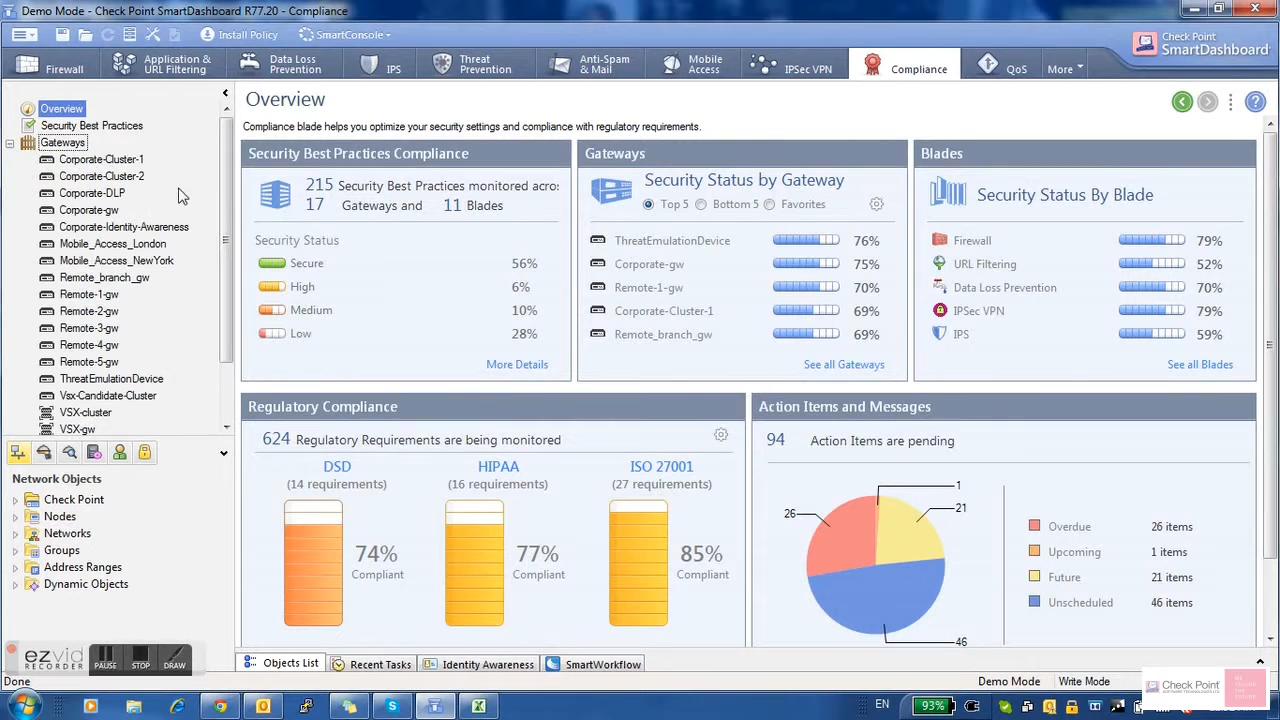 Demo Mode - Check Point SmartDashboard R77.20 - Compliance
Install Policy
SmartConsole
Check Point
SmartDashboard
Firewall
Application &
URL Filtering
Data Loss
Prevention
IPS
Threat
Prevention
Anti-Spam
& Mail
Mobile
Access
IPSec VPN
Compliance
QoS
More
Overview
Security Best Practices
Gateways
Corporate-Cluster-1
Corporate-Cluster-2
Corporate-DLP
Corporate-gw
Corporate-Identity-Awareness
Mobile_Access_London
Mobile_Access_NewYork
Remote_branch_gw
Remote-1-gw
Remote-2-gw
Remote-3-gw
Remote-4-gw
Remote-5-gw
ThreatEmulationDevice
Vsx-Candidate-Cluster
VSX-cluster
VSX-gw
Network Objects
Check Point
Nodes
Networks
Groups
Address Ranges
Dynamic Objects
Overview
Compliance blade helps you optimize your security settings and compliance with regulatory requirements.
Security Best Practices Compliance
215 Security Best Practices monitored acro:
17 Gateways and 11 Blades
Security Status
Secure 56%
High 6%
Medium 10%
Low 28%
More Details
Gateways
Security Status by Gateway
Top 5 Bottom 5 Favorites
ThreatEmulationDevice 76%
Corporate-gw 75%
Remote-1-gw 70%
Corporate-Cluster-1 69%
Remote_branch_gw 69%
See all Gateways
Blades
Security Status By Blade
Firewall 79%
URL Filtering 52%
Data Loss Prevention 70%
IPSec VPN 79%
IPS 59%
See all Blades
Regulatory Compliance
624 Regulatory Requirements are being monitored
DSD HIPAA ISO 27001
(14 requirements) (16 requirements) (27 requirements)
74% 77% 85%
Compliant Compliant Compliant
Action Items and Messages
94 Action Items are pending
1
21
26
46
Overdue 26 items
Upcoming 1 items
Future 21 items
Unscheduled 46 items
ezvid
RECORDER
PAUSE STOP DRAW
Objects List Recent Tasks Identity Awareness SmartWorkflow
Done Demo Mode Write Mode
EN 93%
Check Point
SOFTWARE TECHNOLOGIES LTD
WE SECURE THE FUTURE